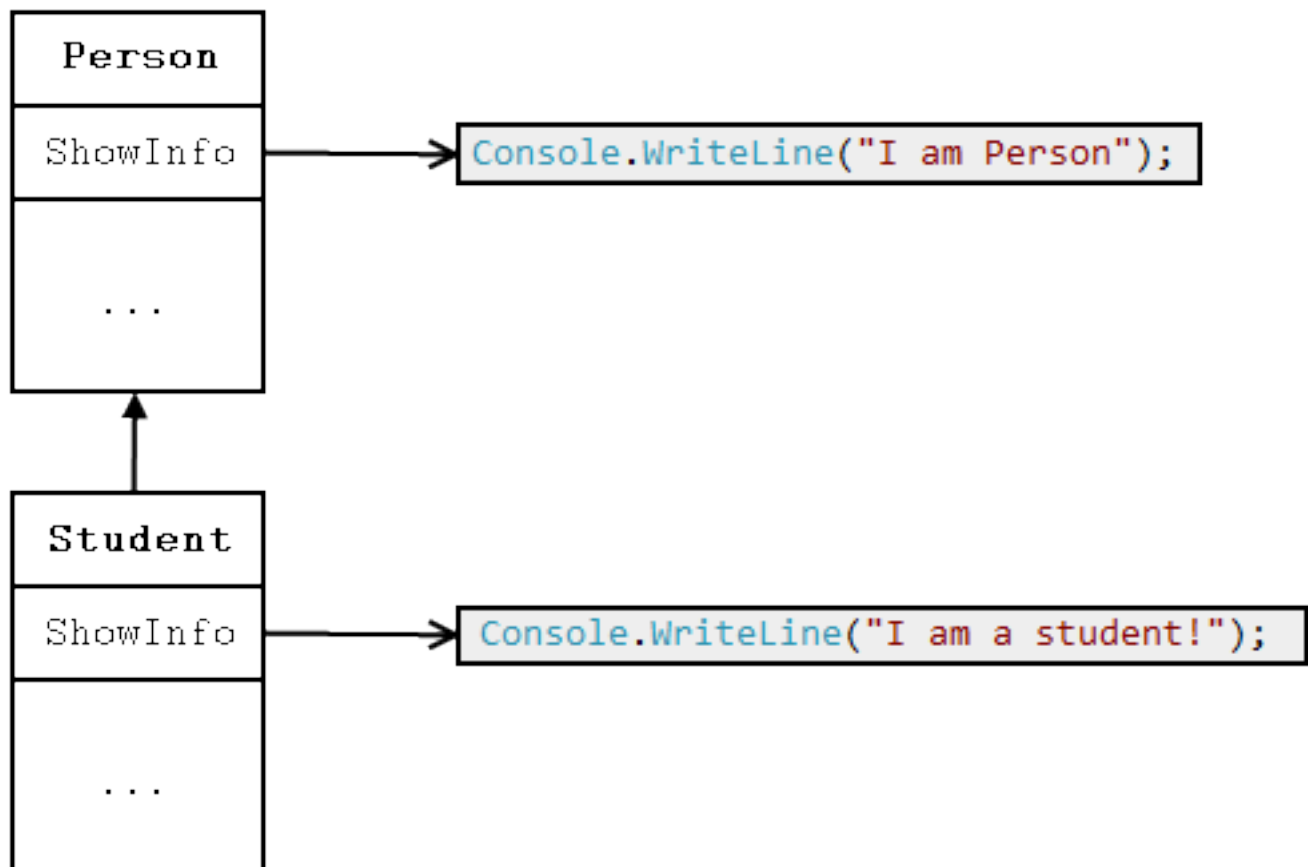 Person
ShowInfo
Console.WriteLine("I am Person");
...
Student
ShowInfo
Console.WriteLine("I am a student!");
...